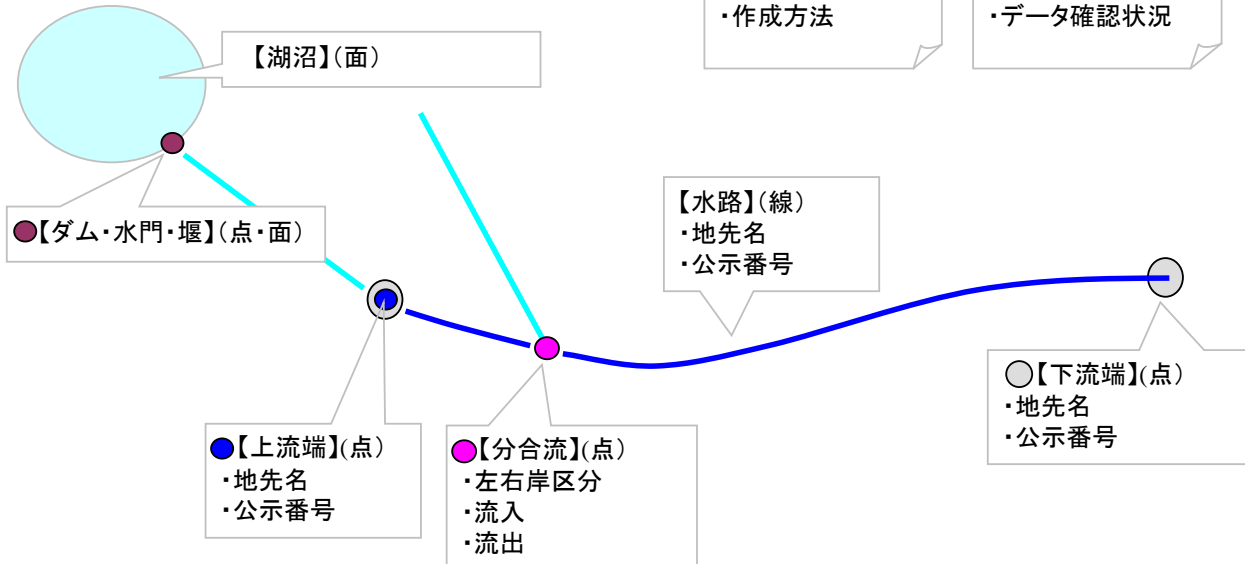 ・作成方法
・データ確認状況
【湖沼】(面)
●【ダム・水門・堰】(点・面)
【水路】(線)
・地先名
・公示番号
●【上流端】(点)
・地先名
・公示番号
●【分合流】(点)
・左右岸区分
・流入
・流出
●【下流端】(点)
・地先名
・公示番号